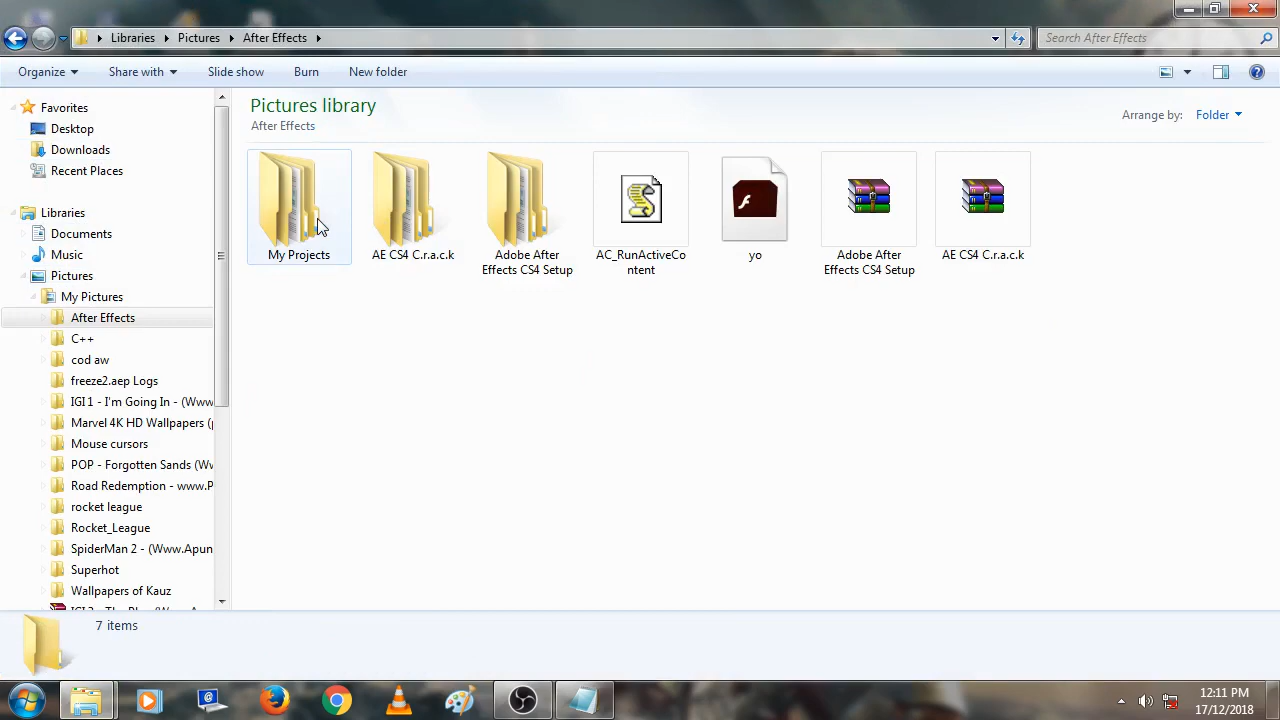 Libraries Pictures After Effects
Search After Effects
Organize Share with Slide show Burn New folder
Favorites
Desktop
Downloads
Recent Places
Libraries
Documents
Music
Pictures
My Pictures
After Effects
C++
cod aw
freeze2.aep Logs
IGI 1 - I'm Going In - (Www
Marvel 4K HD Wallpapers (
Mouse cursors
POP - Forgotten Sands (Ww
Road Redemption - www.P
rocket league
Rocket_League
SpiderMan 2 - (Www.Apun
Superhot
Wallpapers of Kauz
Pictures library
After Effects
Arrange by: Folder
My Projects
AE CS4 C.r.a.c.k
Adobe After
Effects CS4 Setup
AC_RunActiveCo
ntent
yo
Adobe After
Effects CS4 Setup
AE CS4 C.r.a.c.k
7 items
12:11 PM
17/12/2018